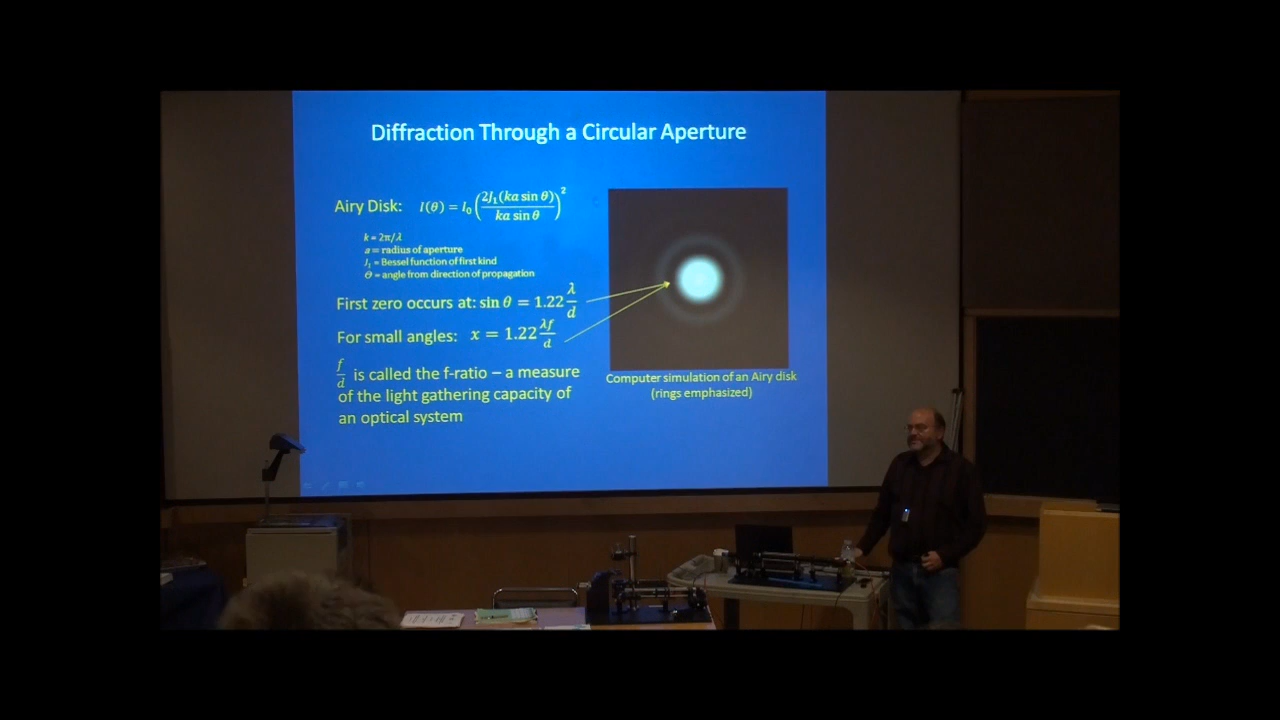 Diffraction Through a Circular Aperture
Airy Disk: I(θ) = I₀ (2J₁(ka sin θ) / ka sin θ)²
k = 2π/λ
a = radius of aperture
J₁ = Bessel function of first kind
θ = angle from direction of propagation
First zero occurs at: sin θ = 1.22 λ/d
For small angles: x = 1.22 λf/d
f/d is called the f-ratio – a measure
of the light gathering capacity of
an optical system
Computer simulation of an Airy disk
(rings emphasized)